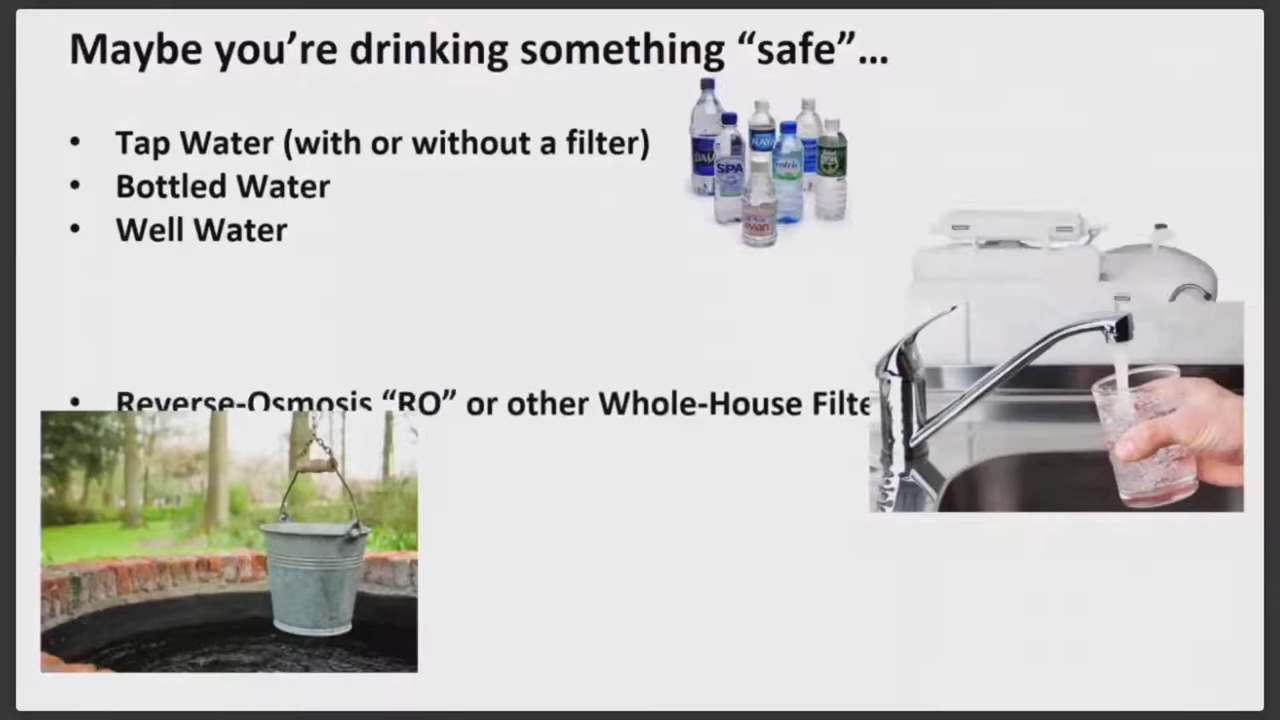 Maybe you’re drinking something “safe”…
• Tap Water (with or without a filter)
• Bottled Water
• Well Water
SPA
evian
• Reverse-Osmosis “RO” or other Whole-House Filte